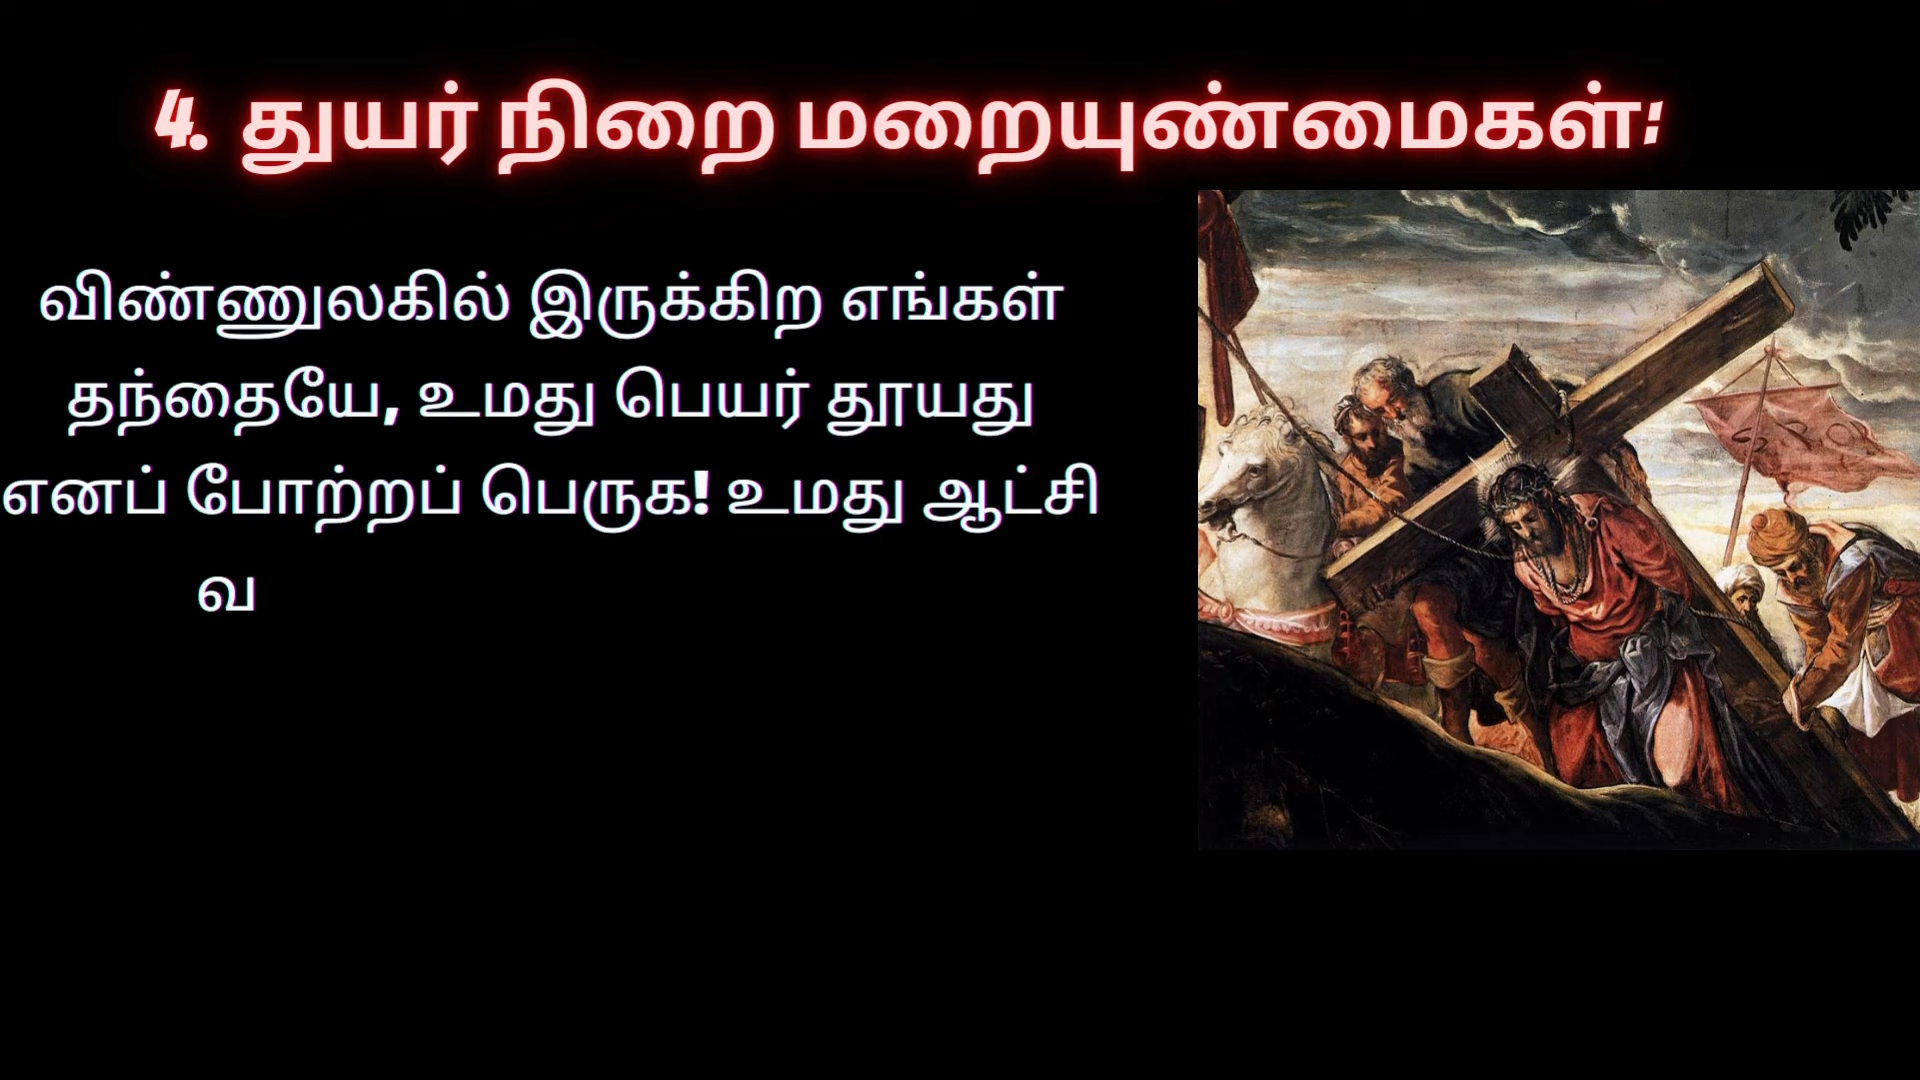 4. துயர் நிறை மறையுண்மைகள்:
விண்ணுலகில் இருக்கிற எங்கள்
தந்தையே, உமது பெயர் தூயது
எனப் போற்றப் பெருக! உமது ஆட்சி
வ